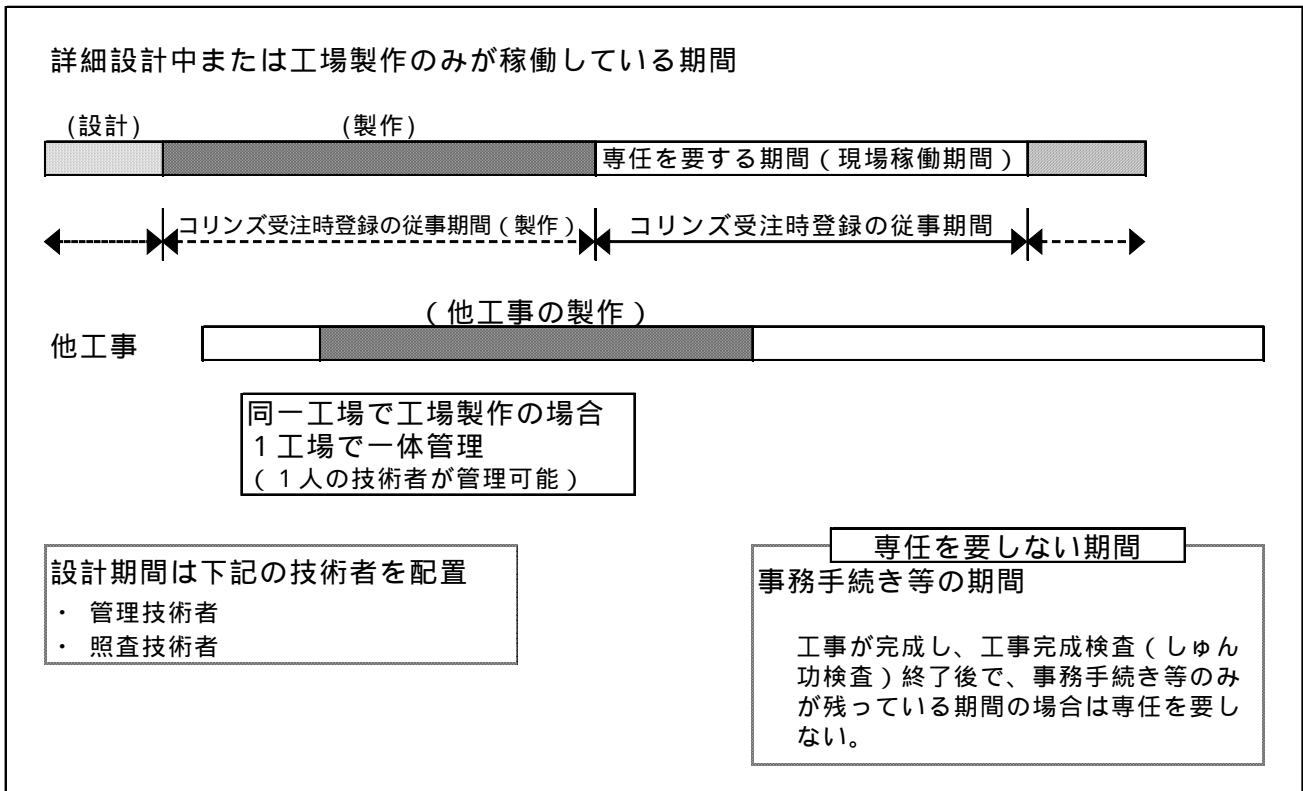 詳細設計中または工場製作のみが稼働している期間
(設計)
(製作)
専任を要する期間(現場稼働期間)
コリンズ受注時登録の従事期間(製作)
コリンズ受注時登録の従事期間
(他工事の製作)
他工事
同一工場で工場製作の場合
1工場で一体管理
(1人の技術者が管理可能)
設計期間は下記の技術者を配置
・ 管理技術者
・ 照査技術者
専任を要しない期間
事務手続き等の期間
工事が完成し、工事完成検査(しゅん
功検査)終了後で、事務手続き等のみ
が残っている期間の場合は専任を要し
ない。